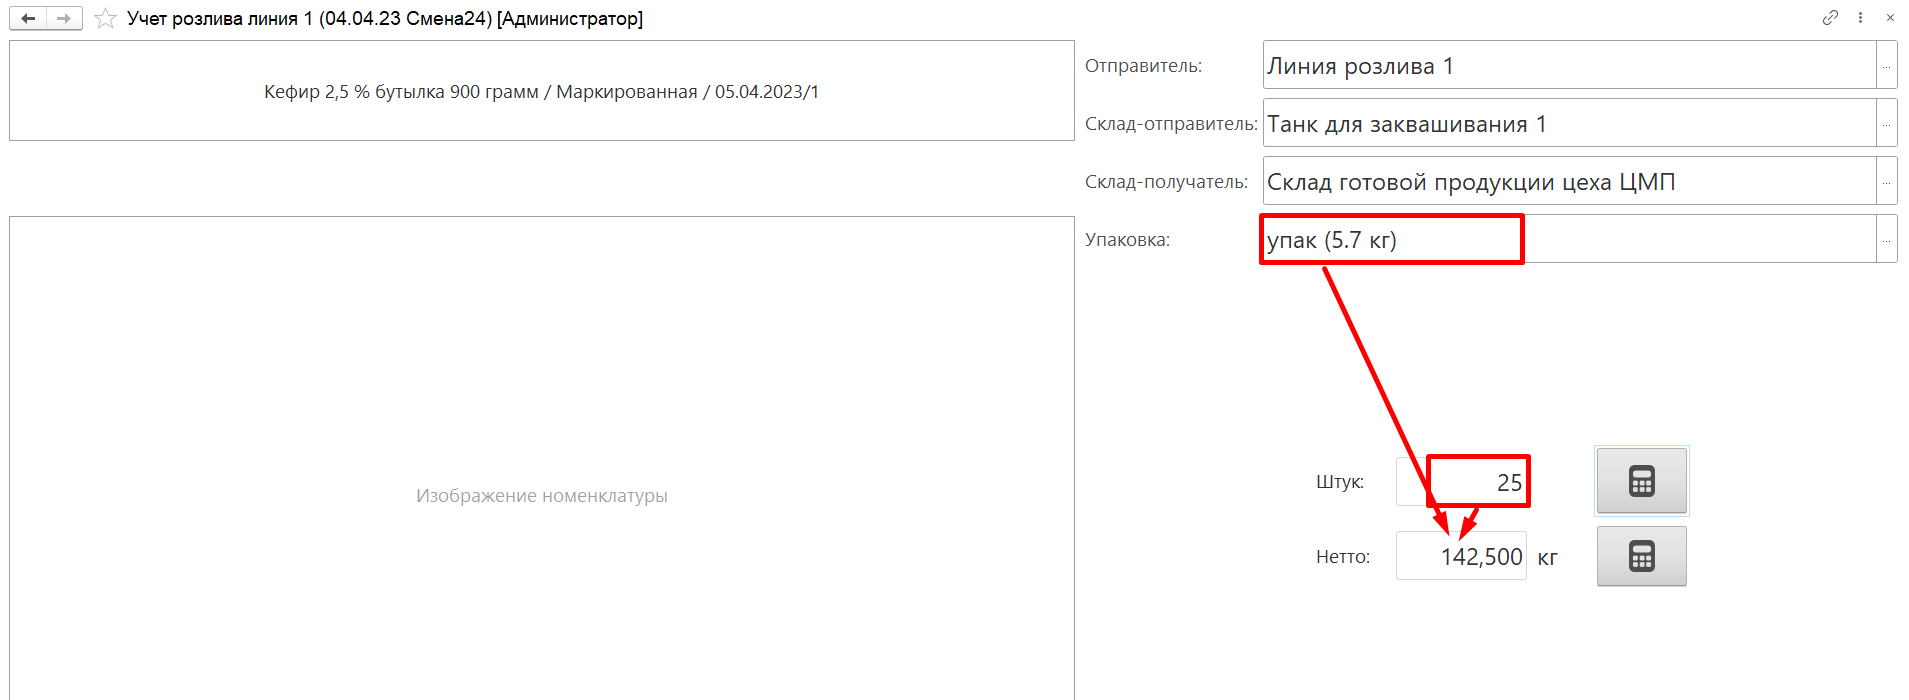 Учет розлива линия 1 (04.04.23 Смена24) [Администратор]
Кефир 2,5 % бутылка 900 грамм / Маркированная / 05.04.2023/1
Отправитель: Линия розлива 1 ...
Склад-отправитель: Танк для заквашивания 1 ...
Склад-получатель: Склад готовой продукции цеха ЦМП ...
Упаковка: упак (5.7 кг) ...
Изображение номенклатуры
Штук: 25
Нетто: 142,500 кг